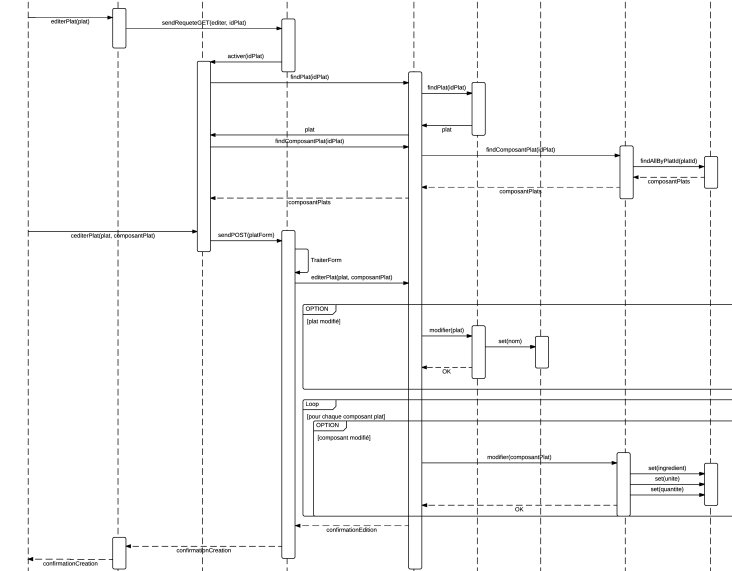 editerPlat(plat)
sendRequeteGET(editer, idPlat)
activer(idPlat)
findPlat(idPlat)
findPlat(idPlat)
plat
plat
findComposantPlat(idPlat)
findComposantPlat(idPlat)
findAllByPlatId(platId)
composantPlats
composantPlats
composantPlats
cediterPlat(plat, composantPlat)
sendPOST(platForm)
TraiterForm
editerPlat(plat, composantPlat)
OPTION
[plat modifié]
modifier(plat)
set(nom)
OK
Loop
[pour chaque composant plat]
OPTION
[composant modifié]
modifier(composantPlat)
set(ingredient)
set(unite)
set(quantite)
OK
confirmationEdition
confirmationCreation
confirmationCreation